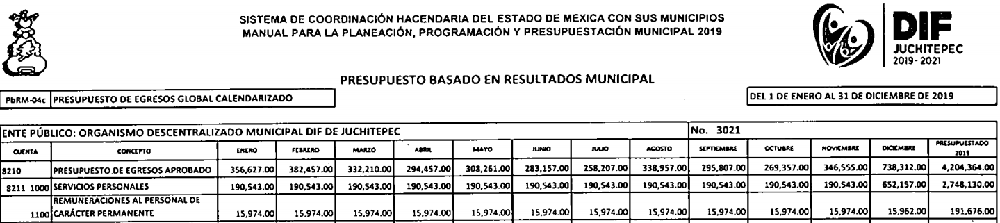 SISTEMA DE COORDINACIÓN HACENDARIA DEL ESTADO DE MEXICA CON SUS MUNICIPIOS
MANUAL PARA LA PLANEACIÓN, PROGRAMACIÓN Y PRESUPUESTACIÓN MUNICIPAL 2019
DIF
JUCHITEPEC
2019 - 2021
PRESUPUESTO BASADO EN RESULTADOS MUNICIPAL
PbRM-04c PRESUPUESTO DE EGRESOS GLOBAL CALENDARIZADO DEL 1 DE ENERO AL 31 DE DICIEMBRE DE 2019
ENTE PÚBLICO: ORGANISMO DESCENTRALIZADO MUNICIPAL DIF DE JUCHITEPEC No. 3021
CUENTA CONCEPTO ENERO FEBRERO MARZO ABRIL MAYO JUNIO JULIO AGOSTO SEPTIEMBRE OCTUBRE NOVIEMBRE DICIEMBRE PRESUPUESTADO 2019
8210 PRESUPUESTO DE EGRESOS APROBADO 356,627.00 382,457.00 332,210.00 294,457.00 308,261.00 283,157.00 258,207.00 338,957.00 295,807.00 269,357.00 346,555.00 738,312.00 4,204,364.00
8211 1000 SERVICIOS PERSONALES 190,543.00 190,543.00 190,543.00 190,543.00 190,543.00 190,543.00 190,543.00 190,543.00 190,543.00 190,543.00 190,543.00 652,157.00 2,748,130.00
REMUNERACIONES AL PERSONAL DE
1100 CARÁCTER PERMANENTE 15,974.00 15,974.00 15,974.00 15,974.00 15,974.00 15,974.00 15,974.00 15,974.00 15,974.00 15,974.00 15,974.00 15,962.00 191,676.00